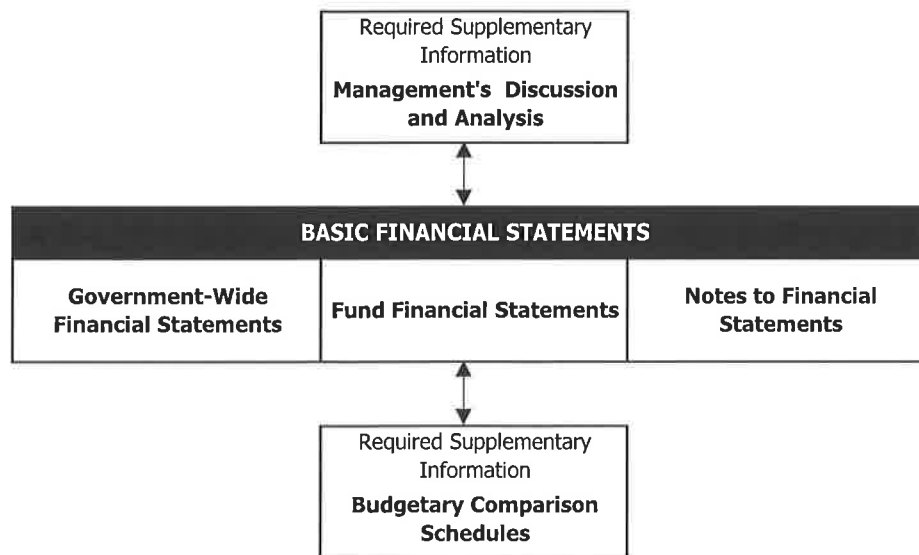 Required Supplementary
Information
Management's Discussion
and Analysis
BASIC FINANCIAL STATEMENTS
Government-Wide
Financial Statements
Fund Financial Statements
Notes to Financial
Statements
Required Supplementary
Information
Budgetary Comparison
Schedules